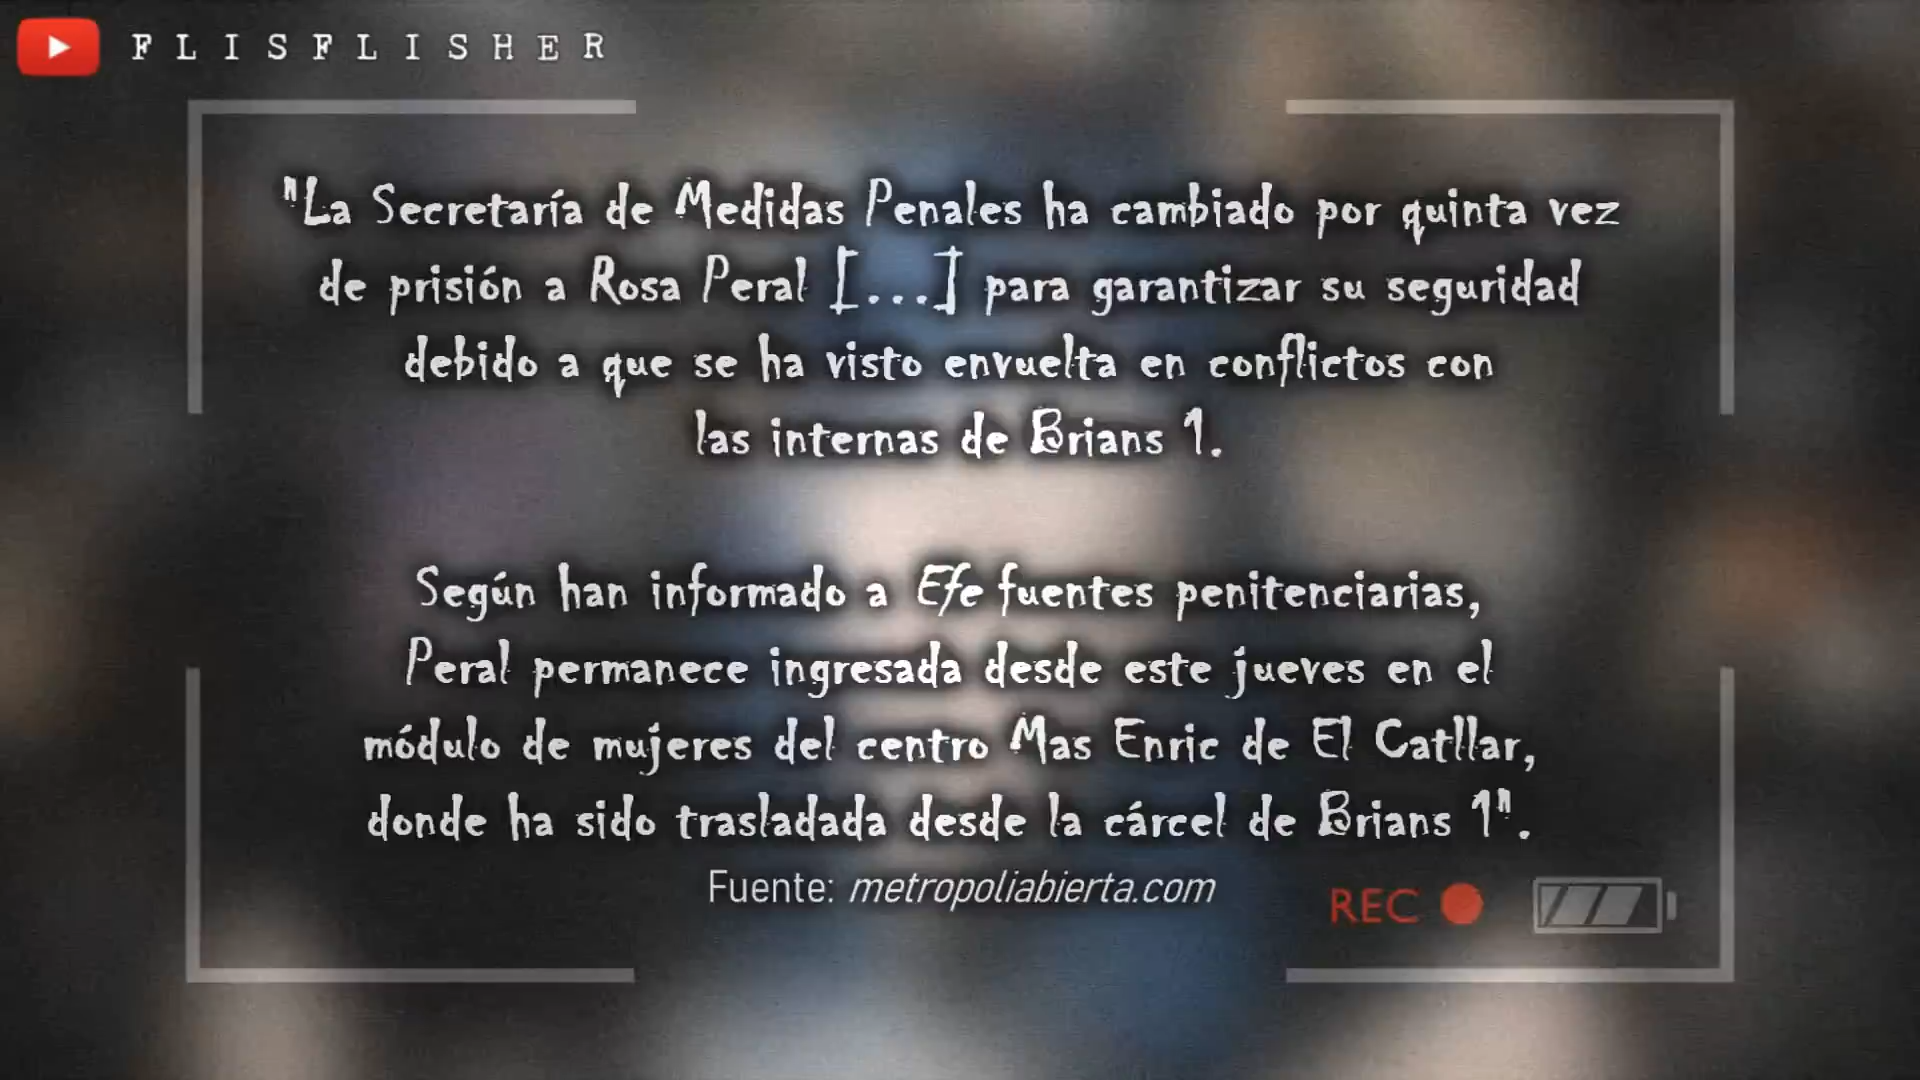 FLISFLISHER
"La Secretaría de Medidas Penales ha cambiado por quinta vez
de prisión a Rosa Peral [...] para garantizar su seguridad
debido a que se ha visto envuelta en conflictos con
las internas de Brians 1.
Según han informado a Efe fuentes penitenciarias,
Peral permanece ingresada desde este jueves en el
módulo de mujeres del centro Mas Enric de El Catllar,
donde ha sido trasladada desde la cárcel de Brians 1".
Fuente: metropoliabierta.com
REC